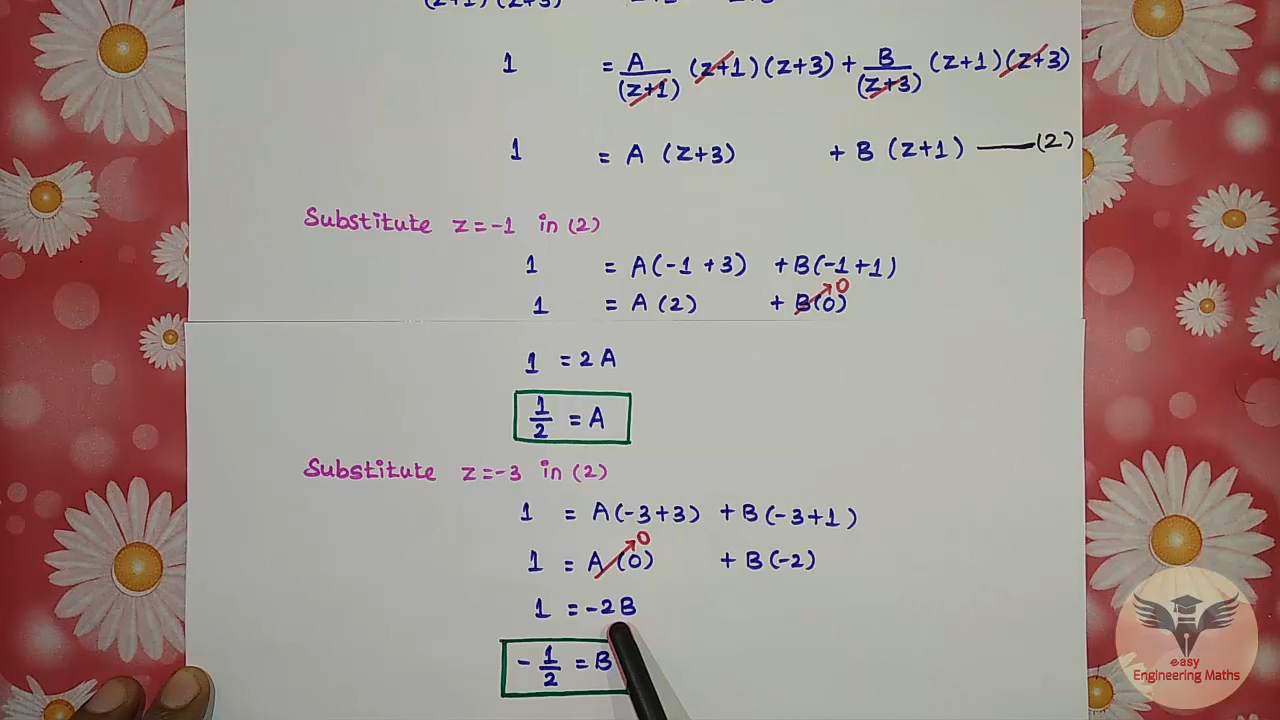 1 = A/(z+1) (z+1)(z+3) + B/(z+3) (z+1)(z+3)
1 = A (z+3) + B (z+1) —(2)
Substitute z=-1 in (2)
1 = A(-1+3) + B(-1+1)
1 = A(2) + B(0) 0
1 = 2A
1/2 = A
Substitute z=-3 in (2)
1 = A(-3+3) + B(-3+1)
1 = A(0) 0 + B(-2)
1 = -2B
-1/2 = B
easy
Engineering Maths